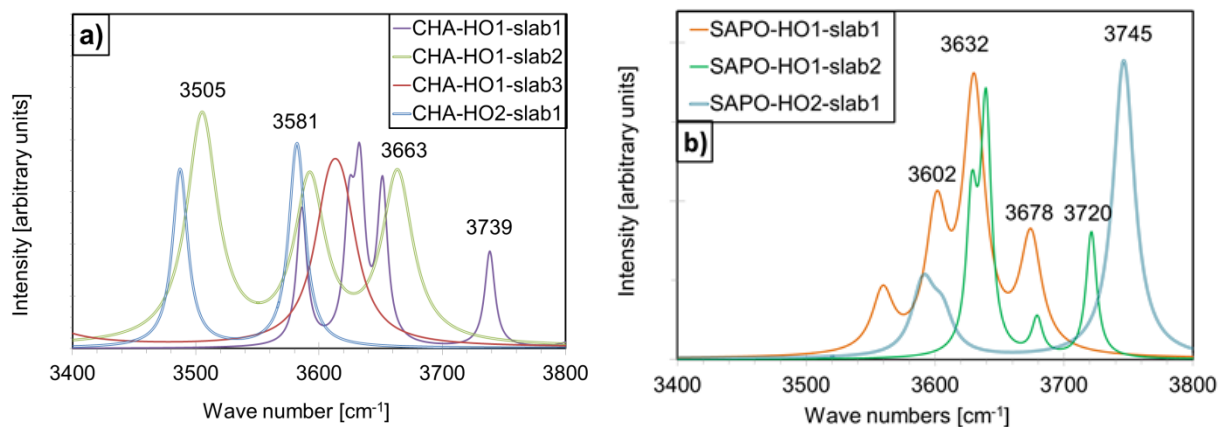 a)
CHA-HO1-slab1
CHA-HO1-slab2
CHA-HO1-slab3
CHA-HO2-slab1
3505
3581
3663
3739
Intensity [arbitrary units]
3400
3500
3600
3700
3800
Wave number [cm-1]
b)
SAPO-HO1-slab1
SAPO-HO1-slab2
SAPO-HO2-slab1
3632
3745
3602
3678
3720
Intensity [arbitrary units]
3400
3500
3600
3700
3800
Wave numbers [cm-1]